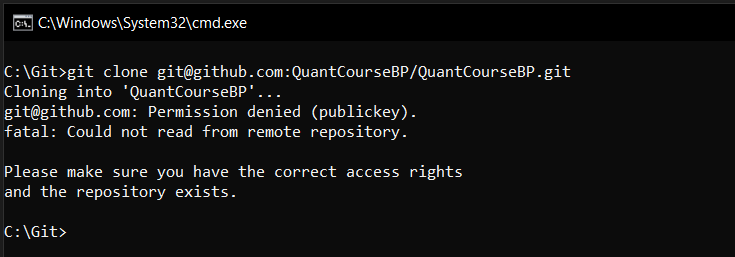 C:\Windows\System32\cmd.exe
C:\Git>git clone git@github.com:QuantCourseBP/QuantCourseBP.git
Cloning into 'QuantCourseBP'...
git@github.com: Permission denied (publickey).
fatal: Could not read from remote repository.
Please make sure you have the correct access rights
and the repository exists.
C:\Git>